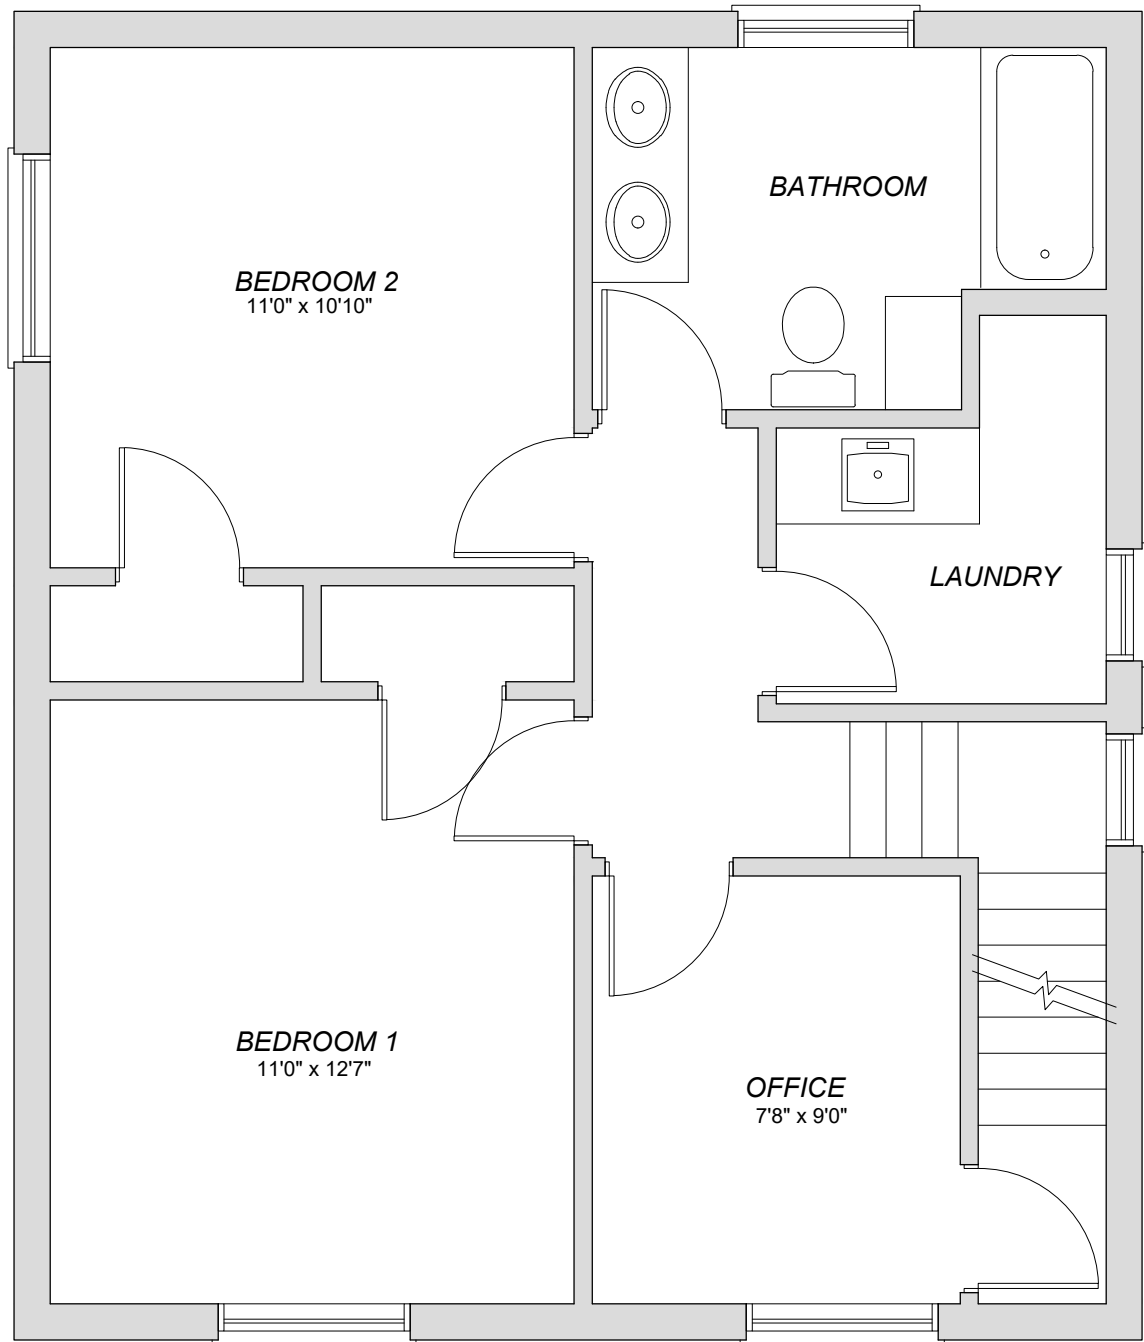 BATHROOM
BEDROOM 2
11'0" x 10'10"
LAUNDRY
BEDROOM 1
11'0" x 12'7"
OFFICE
7'8" x 9'0"